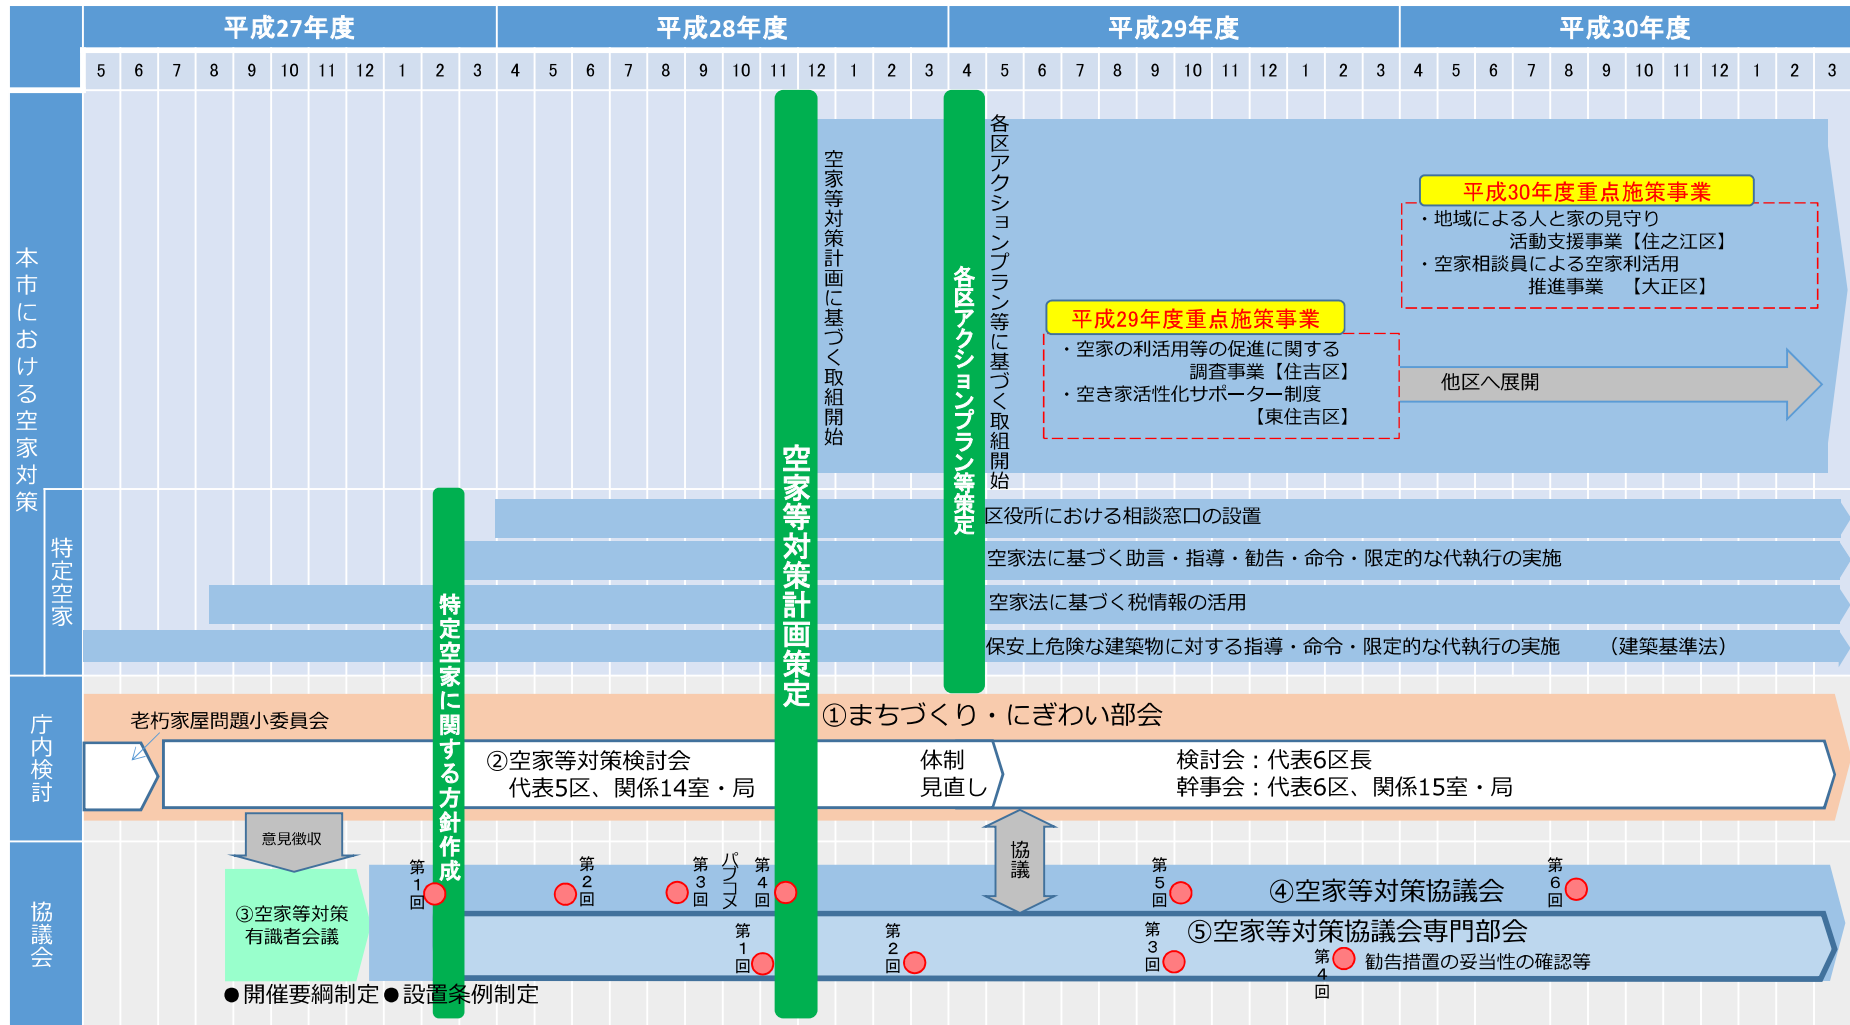 平成27年度
平成28年度
平成29年度
平成30年度
5 6 7 8 9 10 11 12 1 2 3 4 5 6 7 8 9 10 11 12 1 2 3 4 5 6 7 8 9 10 11 12 1 2 3 4 5 6 7 8 9 10 11 12 1 2 3
本市における空家対策
空家等対策計画に基づく取組開始
各区アクションプラン等に基づく取組開始
空家等対策計画策定
各区アクションプラン等策定
平成30年度重点施策事業
・地域による人と家の見守り
活動支援事業【住之江区】
・空家相談員による空家利活用
推進事業 【大正区】
平成29年度重点施策事業
・空家の利活用等の促進に関する
調査事業【住吉区】
・空き家活性化サポーター制度
【東住吉区】
他区へ展開
特定空家
特定空家に関する方針作成
区役所における相談窓口の設置
空家法に基づく助言・指導・勧告・命令・限定的な代執行の実施
空家法に基づく税情報の活用
保安上危険な建築物に対する指導・命令・限定的な代執行の実施 （建築基準法）
庁内検討
老朽家屋問題小委員会
①まちづくり・にぎわい部会
②空家等対策検討会
代表5区、関係14室・局
体制
見直し
検討会：代表6区長
幹事会：代表6区、関係15室・局
意見徴収
協議
協議会
③空家等対策
有識者会議
第1回
第2回
第3回
パブコメ
第4回
第5回
④空家等対策協議会
第6回
第1回
第2回
第3回
⑤空家等対策協議会専門部会
第4回
勧告措置の妥当性の確認等
●開催要綱制定
●設置条例制定